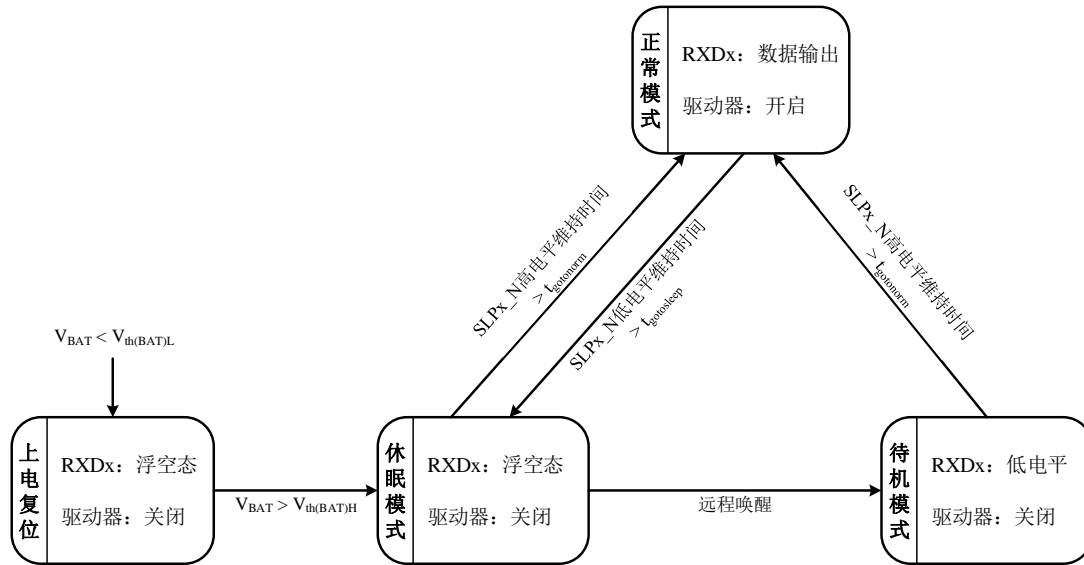 正常模式
RXDx：数据输出
驱动器：开启
SLPx_N高电平维持时间
> tgotonorm
SLPx_N低电平维持时间
> tgotosleep
SLPx_N高电平维持时间
> tgotonorm
VBAT < Vth(BAT)L
上电复位
RXDx：浮空态
驱动器：关闭
VBAT > Vth(BAT)H
休眠模式
RXDx：浮空态
驱动器：关闭
远程唤醒
待机模式
RXDx：低电平
驱动器：关闭